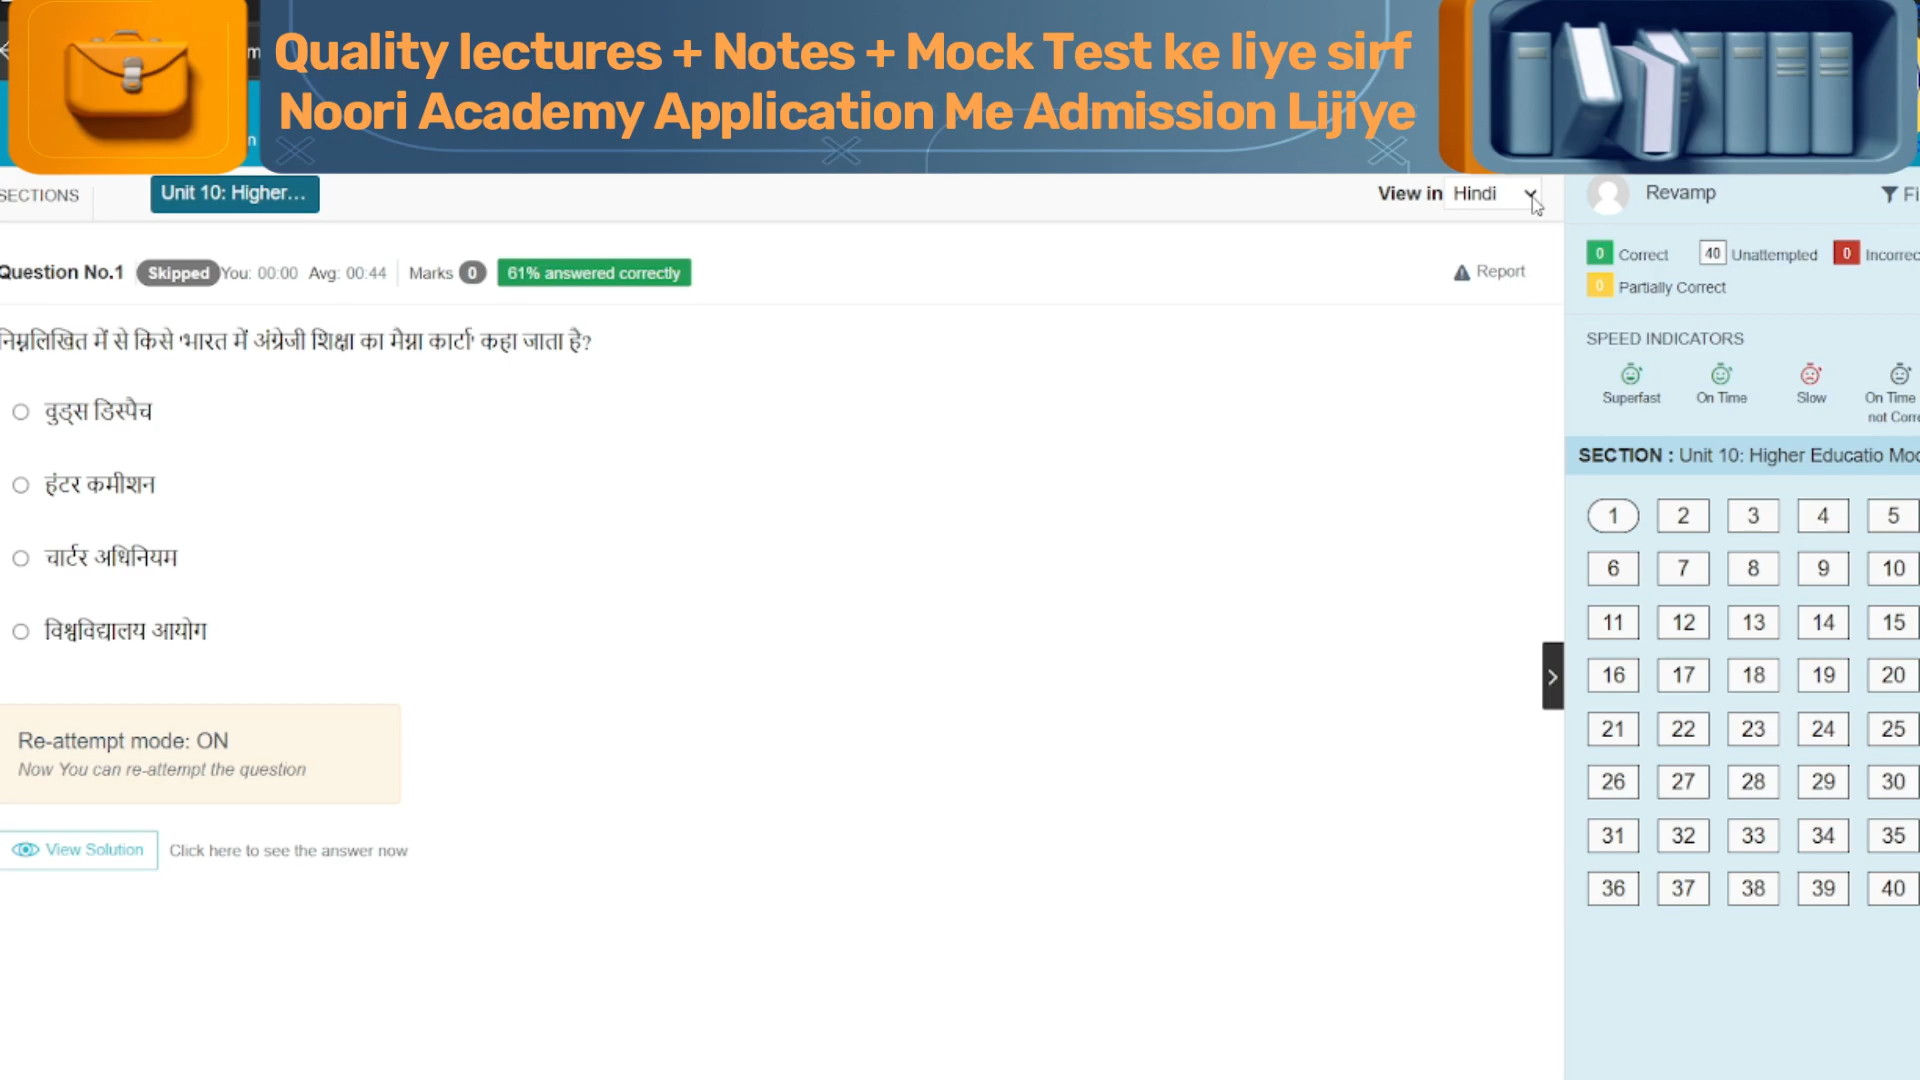 Quality lectures + Notes + Mock Test ke liye sirf
Noori Academy Application Me Admission Lijiye
SECTIONS
Unit 10: Higher...
View in Hindi
Revamp
Question No.1 Skipped You: 00:00 Avg: 00:44 Marks 0 61% answered correctly
Report
निम्नलिखित में से किसे 'भारत में अंग्रेजी शिक्षा का मैग्ना कार्टा' कहा जाता है?
वुड्स डिस्पैच
हंटर कमीशन
चार्टर अधिनियम
विश्वविद्यालय आयोग
Re-attempt mode: ON
Now You can re-attempt the question
View Solution Click here to see the answer now
0 Correct 40 Unattempted 0 Incorrec
0 Partially Correct
SPEED INDICATORS
Superfast On Time Slow On Time
not Corre
SECTION : Unit 10: Higher Educatio Moc
1 2 3 4 5
6 7 8 9 10
11 12 13 14 15
16 17 18 19 20
21 22 23 24 25
26 27 28 29 30
31 32 33 34 35
36 37 38 39 40